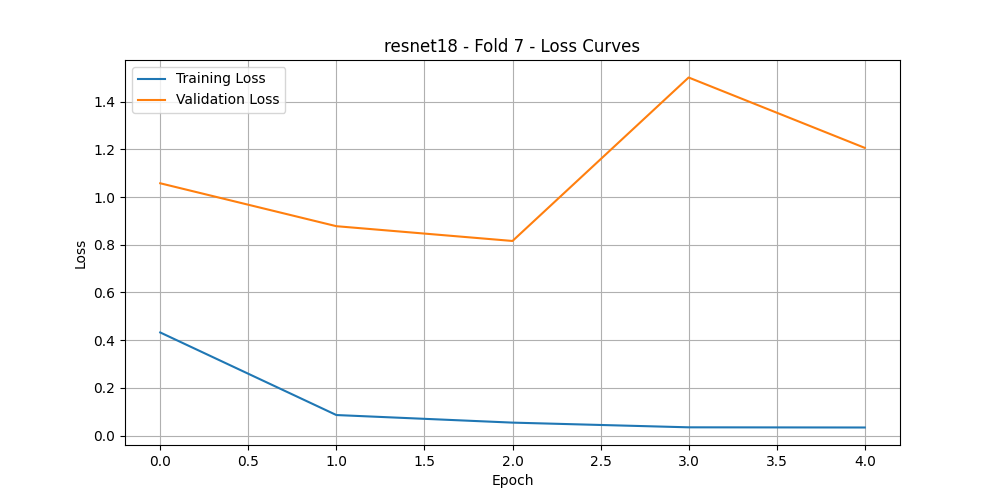 resnet18 - Fold 7 - Loss Curves
Training Loss
Validation Loss
Loss
1.4
1.2
1.0
0.8
0.6
0.4
0.2
0.0
0.0 0.5 1.0 1.5 2.0 2.5 3.0 3.5 4.0
Epoch